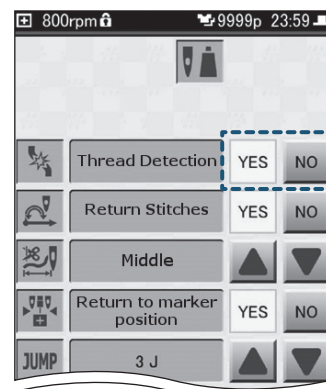 800rpm 9999p 23:59
Thread Detection YES NO
Return Stitches YES NO
Middle
Return to marker
position YES NO
JUMP 3 J